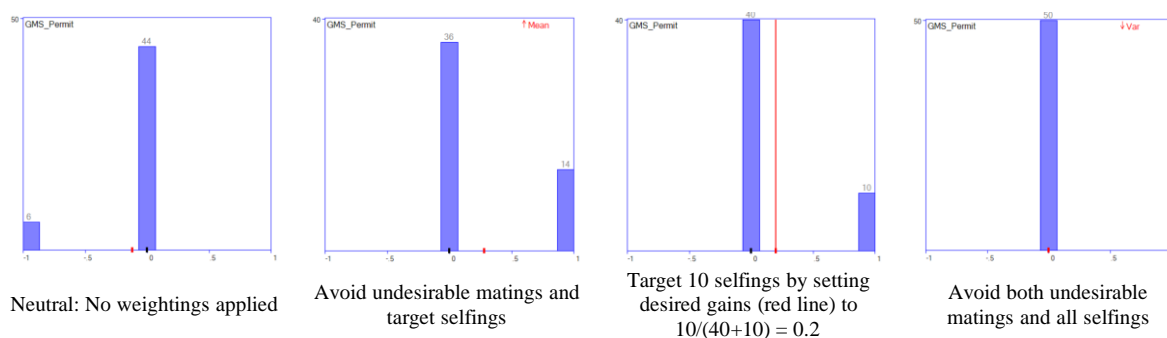 50
GMS_Permit
44
6
-1
-.5
0
.5
1
Neutral: No weightings applied
40
GMS_Permit
↑Mean
36
14
-1
-.5
0
.5
1
Avoid undesirable matings and
target selfings
40
GMS_Permit
40
10
-1
-.5
0
.5
1
Target 10 selfings by setting
desired gains (red line) to
10/(40+10) = 0.2
50
GMS_Permit
50
↓Var
-1
-.5
0
.5
Avoid both undesirable
matings and all selfings